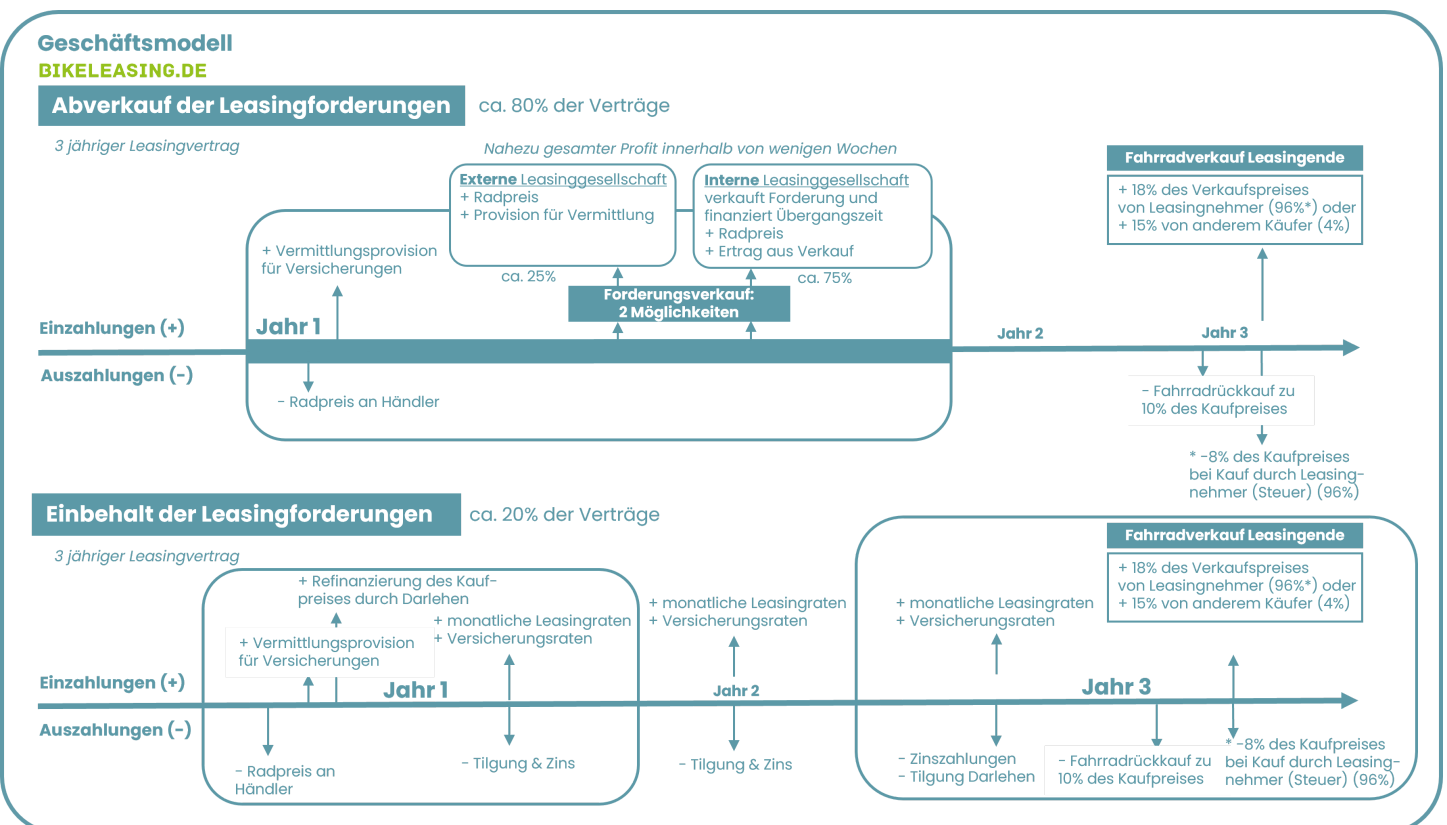 Geschäftsmodell
BIKELEASING.DE
Abverkauf der Leasingforderungen
ca. 80% der Verträge
3 jähriger Leasingvertrag
Nahezu gesamter Profit innerhalb von wenigen Wochen
Externe Leasinggesellschaft
+ Radpreis
+ Provision für Vermittlung
Interne Leasinggesellschaft
verkauft Forderung und
finanziert Übergangszeit
+ Radpreis
+ Ertrag aus Verkauf
Fahrradverkauf Leasingende
+ 18% des Verkaufspreises
von Leasingnehmer (96%*) oder
+ 15% von anderem Käufer (4%)
+ Vermittlungsprovision
für Versicherungen
ca. 25%
ca. 75%
Forderungsverkauf:
2 Möglichkeiten
Einzahlungen (+)
Jahr 1
Jahr 2
Jahr 3
Auszahlungen (-)
- Radpreis an Händler
- Fahrradrückkauf zu
10% des Kaufpreises
* -8% des Kaufpreises
bei Kauf durch Leasing-
nehmer (Steuer) (96%)
Einbehalt der Leasingforderungen
ca. 20% der Verträge
3 jähriger Leasingvertrag
+ Refinanzierung des Kauf-
preises durch Darlehen
+ Vermittlungsprovision
für Versicherungen
+ monatliche Leasingraten
+ Versicherungsraten
+ monatliche Leasingraten
+ Versicherungsraten
+ monatliche Leasingraten
+ Versicherungsraten
Fahrradverkauf Leasingende
+ 18% des Verkaufspreises
von Leasingnehmer (96%*) oder
+ 15% von anderem Käufer (4%)
Einzahlungen (+)
Jahr 1
Jahr 2
Jahr 3
Auszahlungen (-)
- Radpreis an
Händler
- Tilgung & Zins
- Tilgung & Zins
- Zinszahlungen
- Tilgung Darlehen
- Fahrradrückkauf zu
10% des Kaufpreises
* -8% des Kaufpreises
bei Kauf durch Leasing-
nehmer (Steuer) (96%)